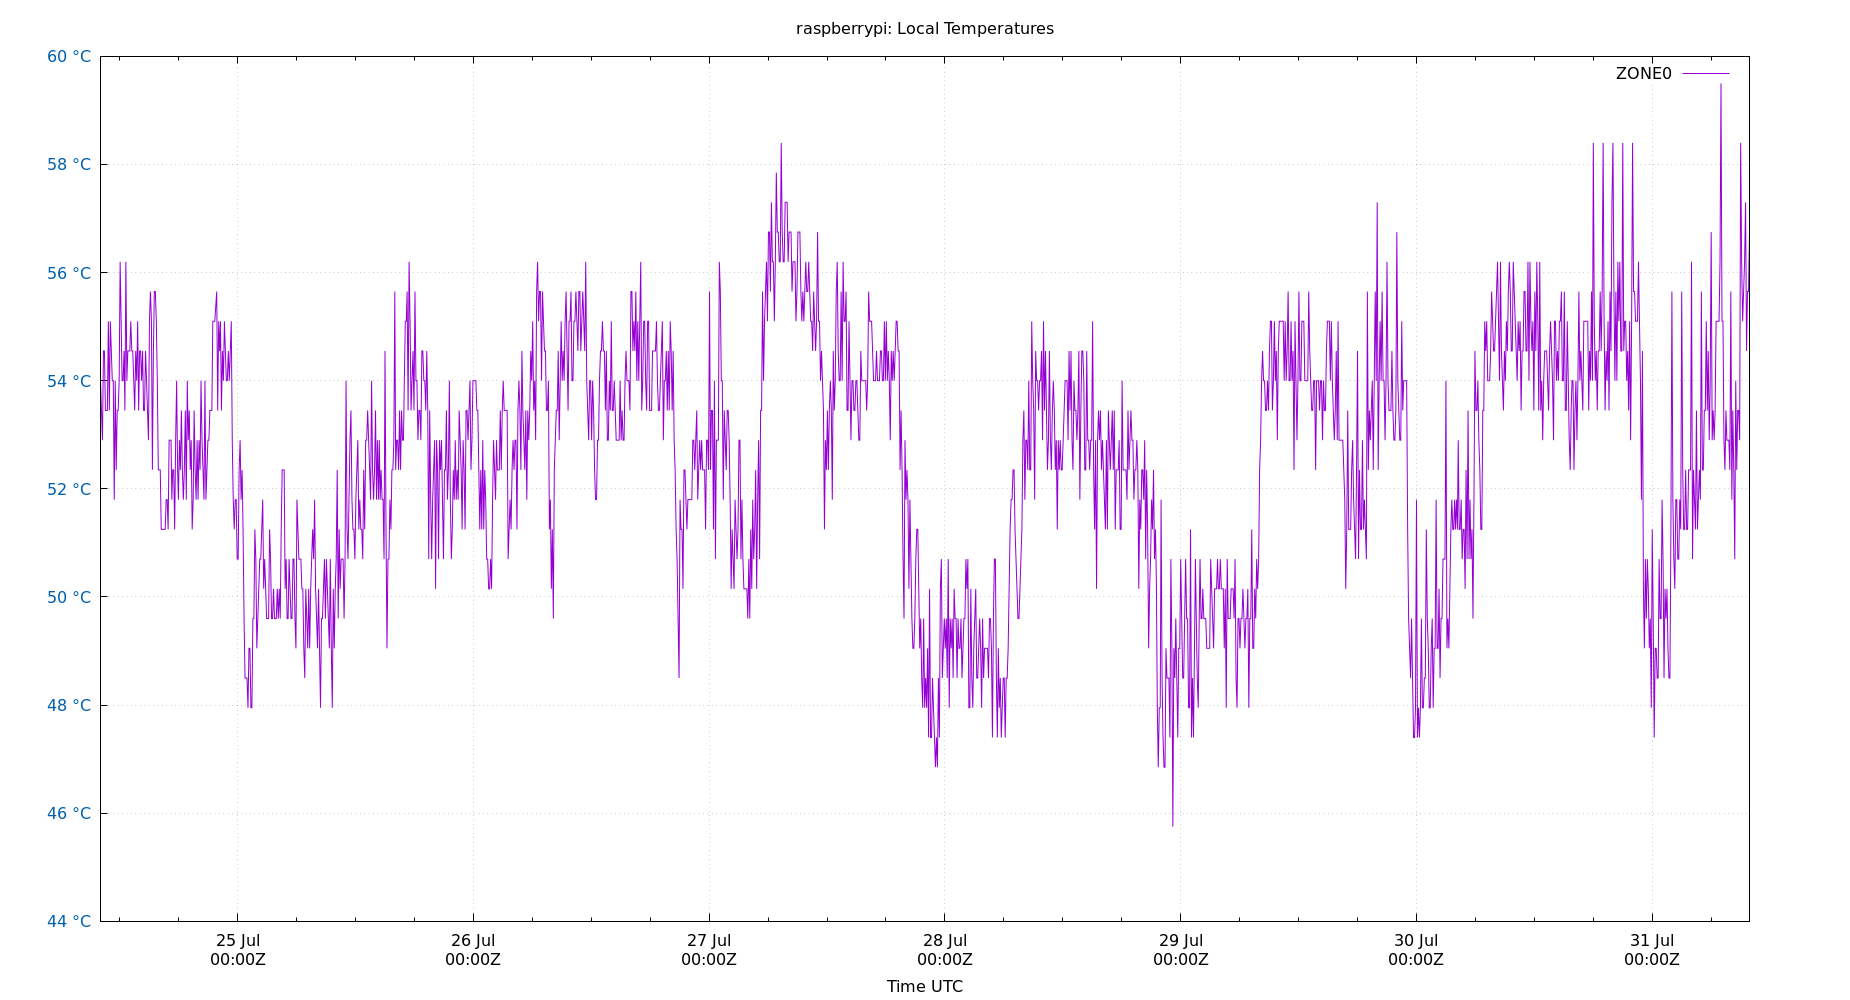 raspberrypi: Local Temperatures
60 °C
ZONE0
58 °C
56 °C
54 °C
52 °C
50 °C
48 °C
46 °C
44 °C
25 Jul 26 Jul 27 Jul 28 Jul 29 Jul 30 Jul 31 Jul
00:00Z 00:00Z 00:00Z 00:00Z 00:00Z 00:00Z 00:00Z
Time UTC